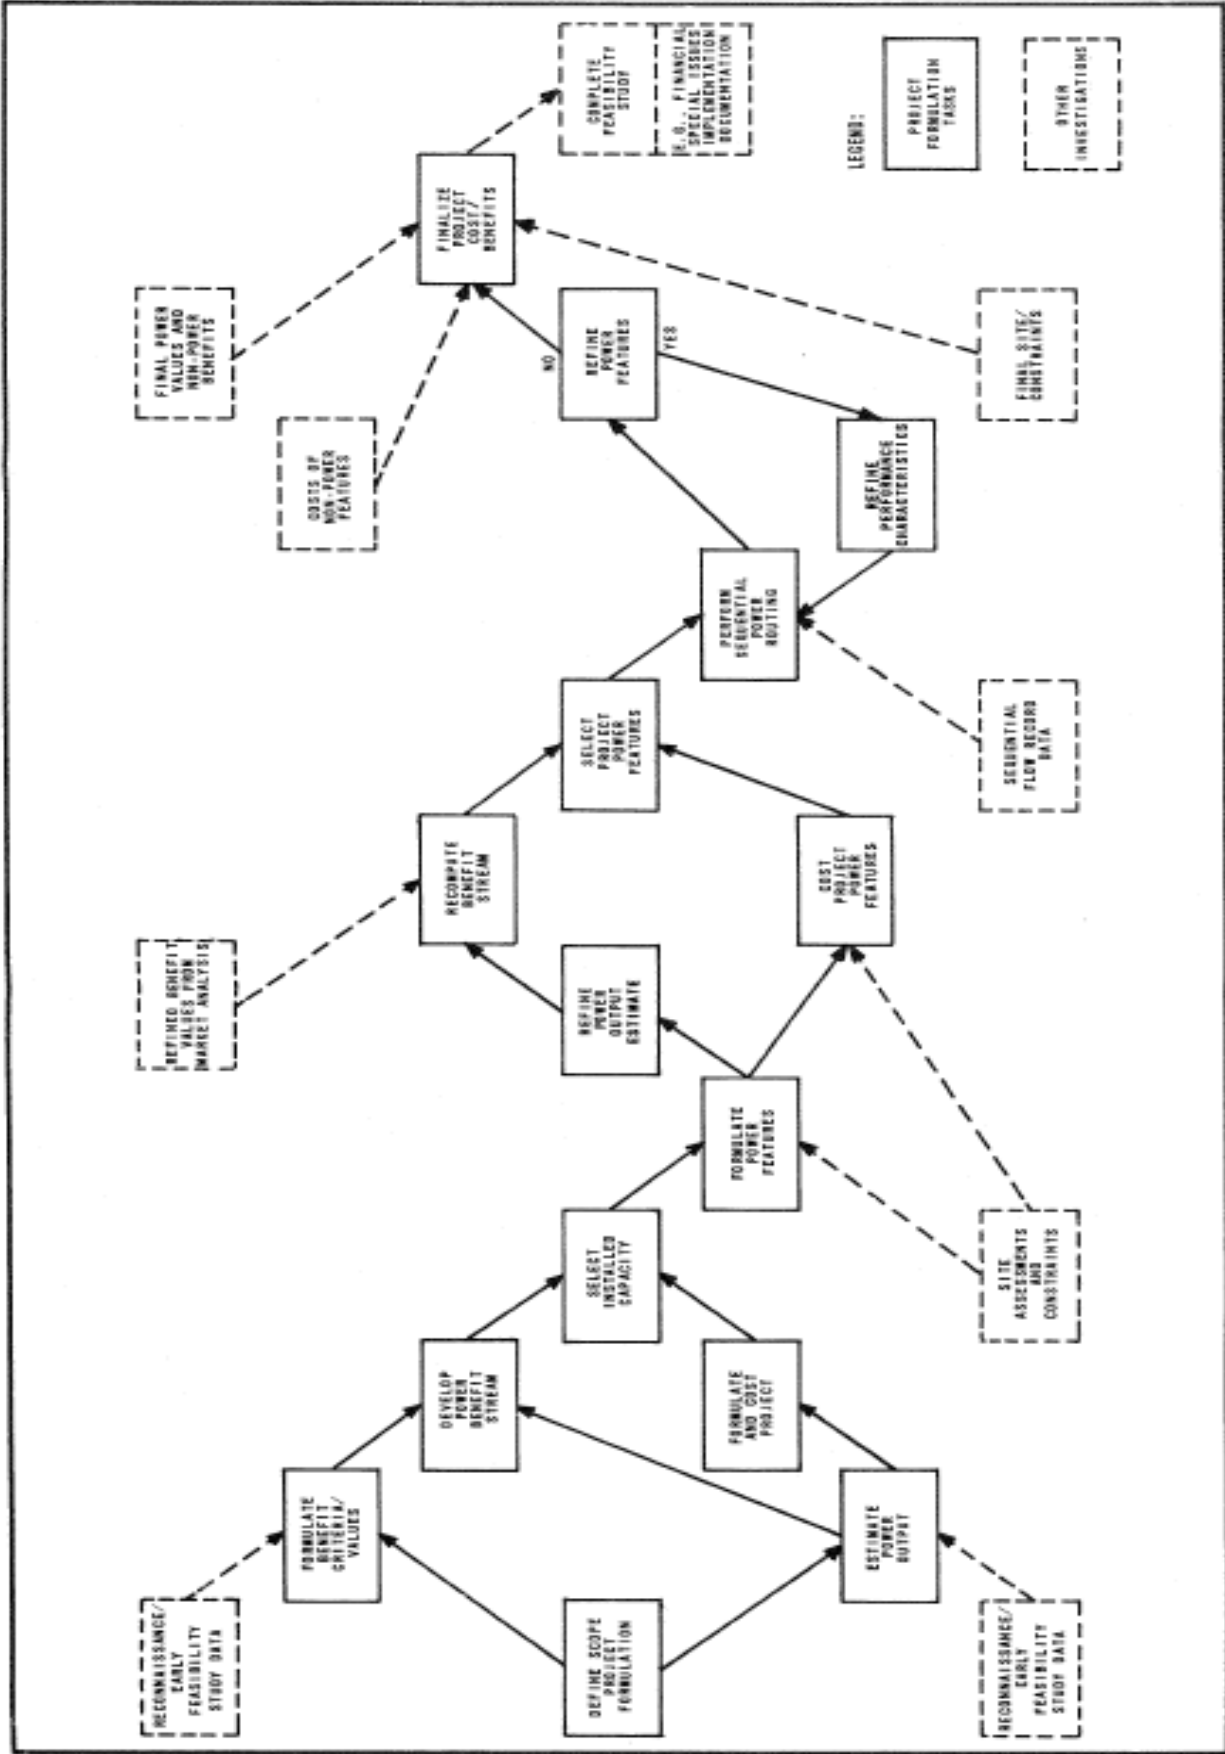 RECONNAISSANCE/
EARLY
FEASIBILITY
STUDY DATA
FORMULATE
BENEFIT
CRITERIA/
VALUES
DEFINE SCOPE
PROJECT
FORMULATION
ESTIMATE
POWER
OUTPUT
RECONNAISSANCE/
EARLY
FEASIBILITY
STUDY DATA
DEVELOP
POWER
BENEFIT
STREAM
FORMULATE
AND COST
PROJECT
SELECT
INSTALLED
CAPACITY
SITE
ASSESSMENTS
AND
CONSTRAINTS
FORMULATE
POWER
FEATURES
REFINED BENEFIT
VALUES FROM
MARKET ANALYSIS
REFINE
POWER
OUTPUT
ESTIMATE
RECOMPUTE
BENEFIT
STREAM
COST
PROJECT
POWER
FEATURES
SELECT
PROJECT
POWER
FEATURES
SEQUENTIAL
FLOW RECORD
DATA
PERFORM
SEQUENTIAL
POWER
ROUTING
COSTS OF
NON-POWER
FEATURES
REFINE
PERFORMANCE
CHARACTERISTIES
FINAL POWER
VALUES AND
NON-POWER
BENEFITS
NO
REFINE
POWER
FEATURES
YES
FINAL SITE/
CONSTRAINTS
FINALIZE
PROJECT
COST/
BENEFITS
COMPLETE
FEASIBILITY
STUDY
E.G., FINANCIAL
SPECIAL ISSUES
IMPLEMENTATION
DOCUMENTATION
LEGEND:
PROJECT
FORMULATION
TASKS
OTHER
INVESTIGATIONS